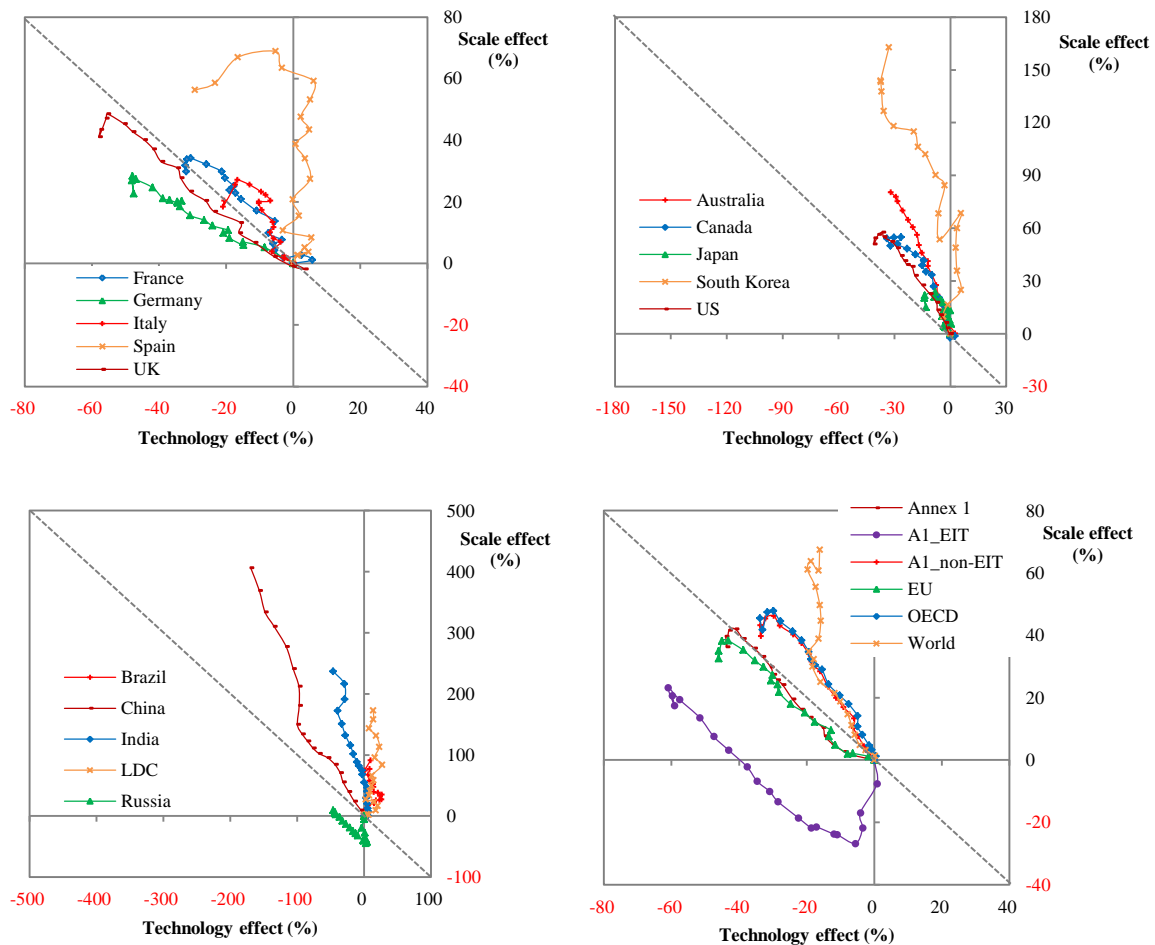 80
60
40
20
0
-20
-40
Scale effect
(%)
France
Germany
Italy
Spain
UK
-80 -60 -40 -20 0 20 40
Technology effect (%)
180
150
120
90
60
30
0
-30
Scale effect
(%)
Australia
Canada
Japan
South Korea
US
-180 -150 -120 -90 -60 -30 0 30
Technology effect (%)
500
400
300
200
100
0
-100
Scale effect
(%)
Brazil
China
India
LDC
Russia
-500 -400 -300 -200 -100 0 100
Technology effect (%)
80
60
40
20
0
-20
-40
Scale effect
(%)
Annex 1
A1_EIT
A1_non-EIT
EU
OECD
World
-80 -60 -40 -20 0 20 40
Technology effect (%)